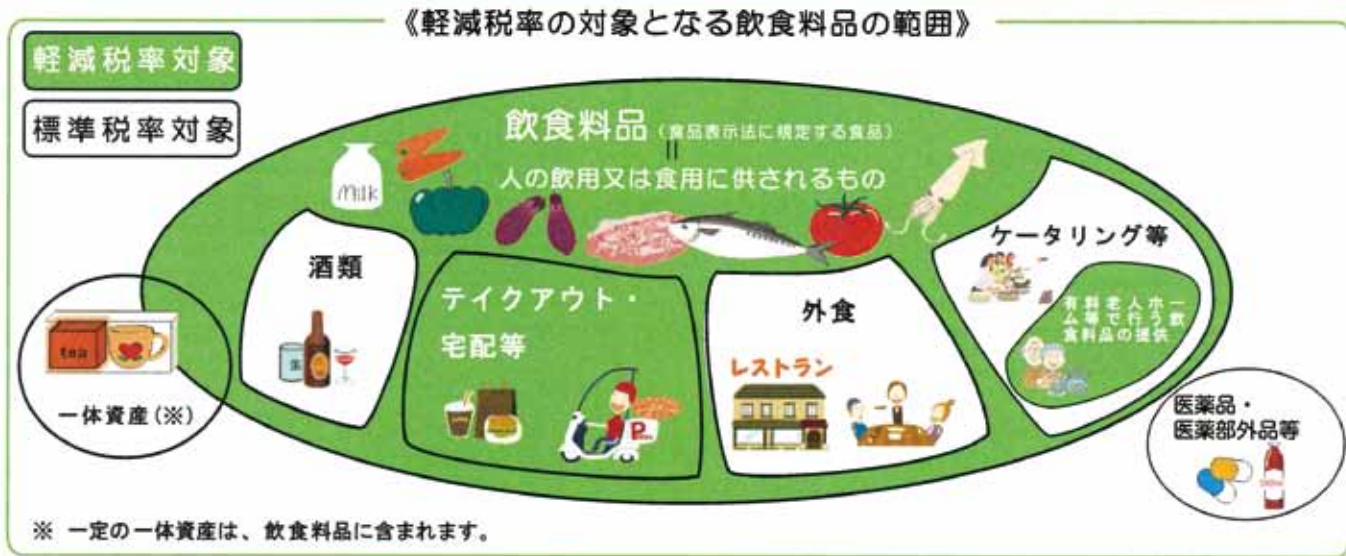 《軽減税率の対象となる飲食料品の範囲》
軽減税率対象
標準税率対象
飲食料品（食品表示法に規定する食品）
＝
人の飲用又は食用に供されるもの
Milk
酒類
テイクアウト・
宅配等
外食
レストラン
ケータリング等
有料老人ホー
ム等で行う飲
食料品の提供
tea
一体資産（※）
P
医薬品・
医薬部外品等
※ 一定の一体資産は、飲食料品に含まれます。